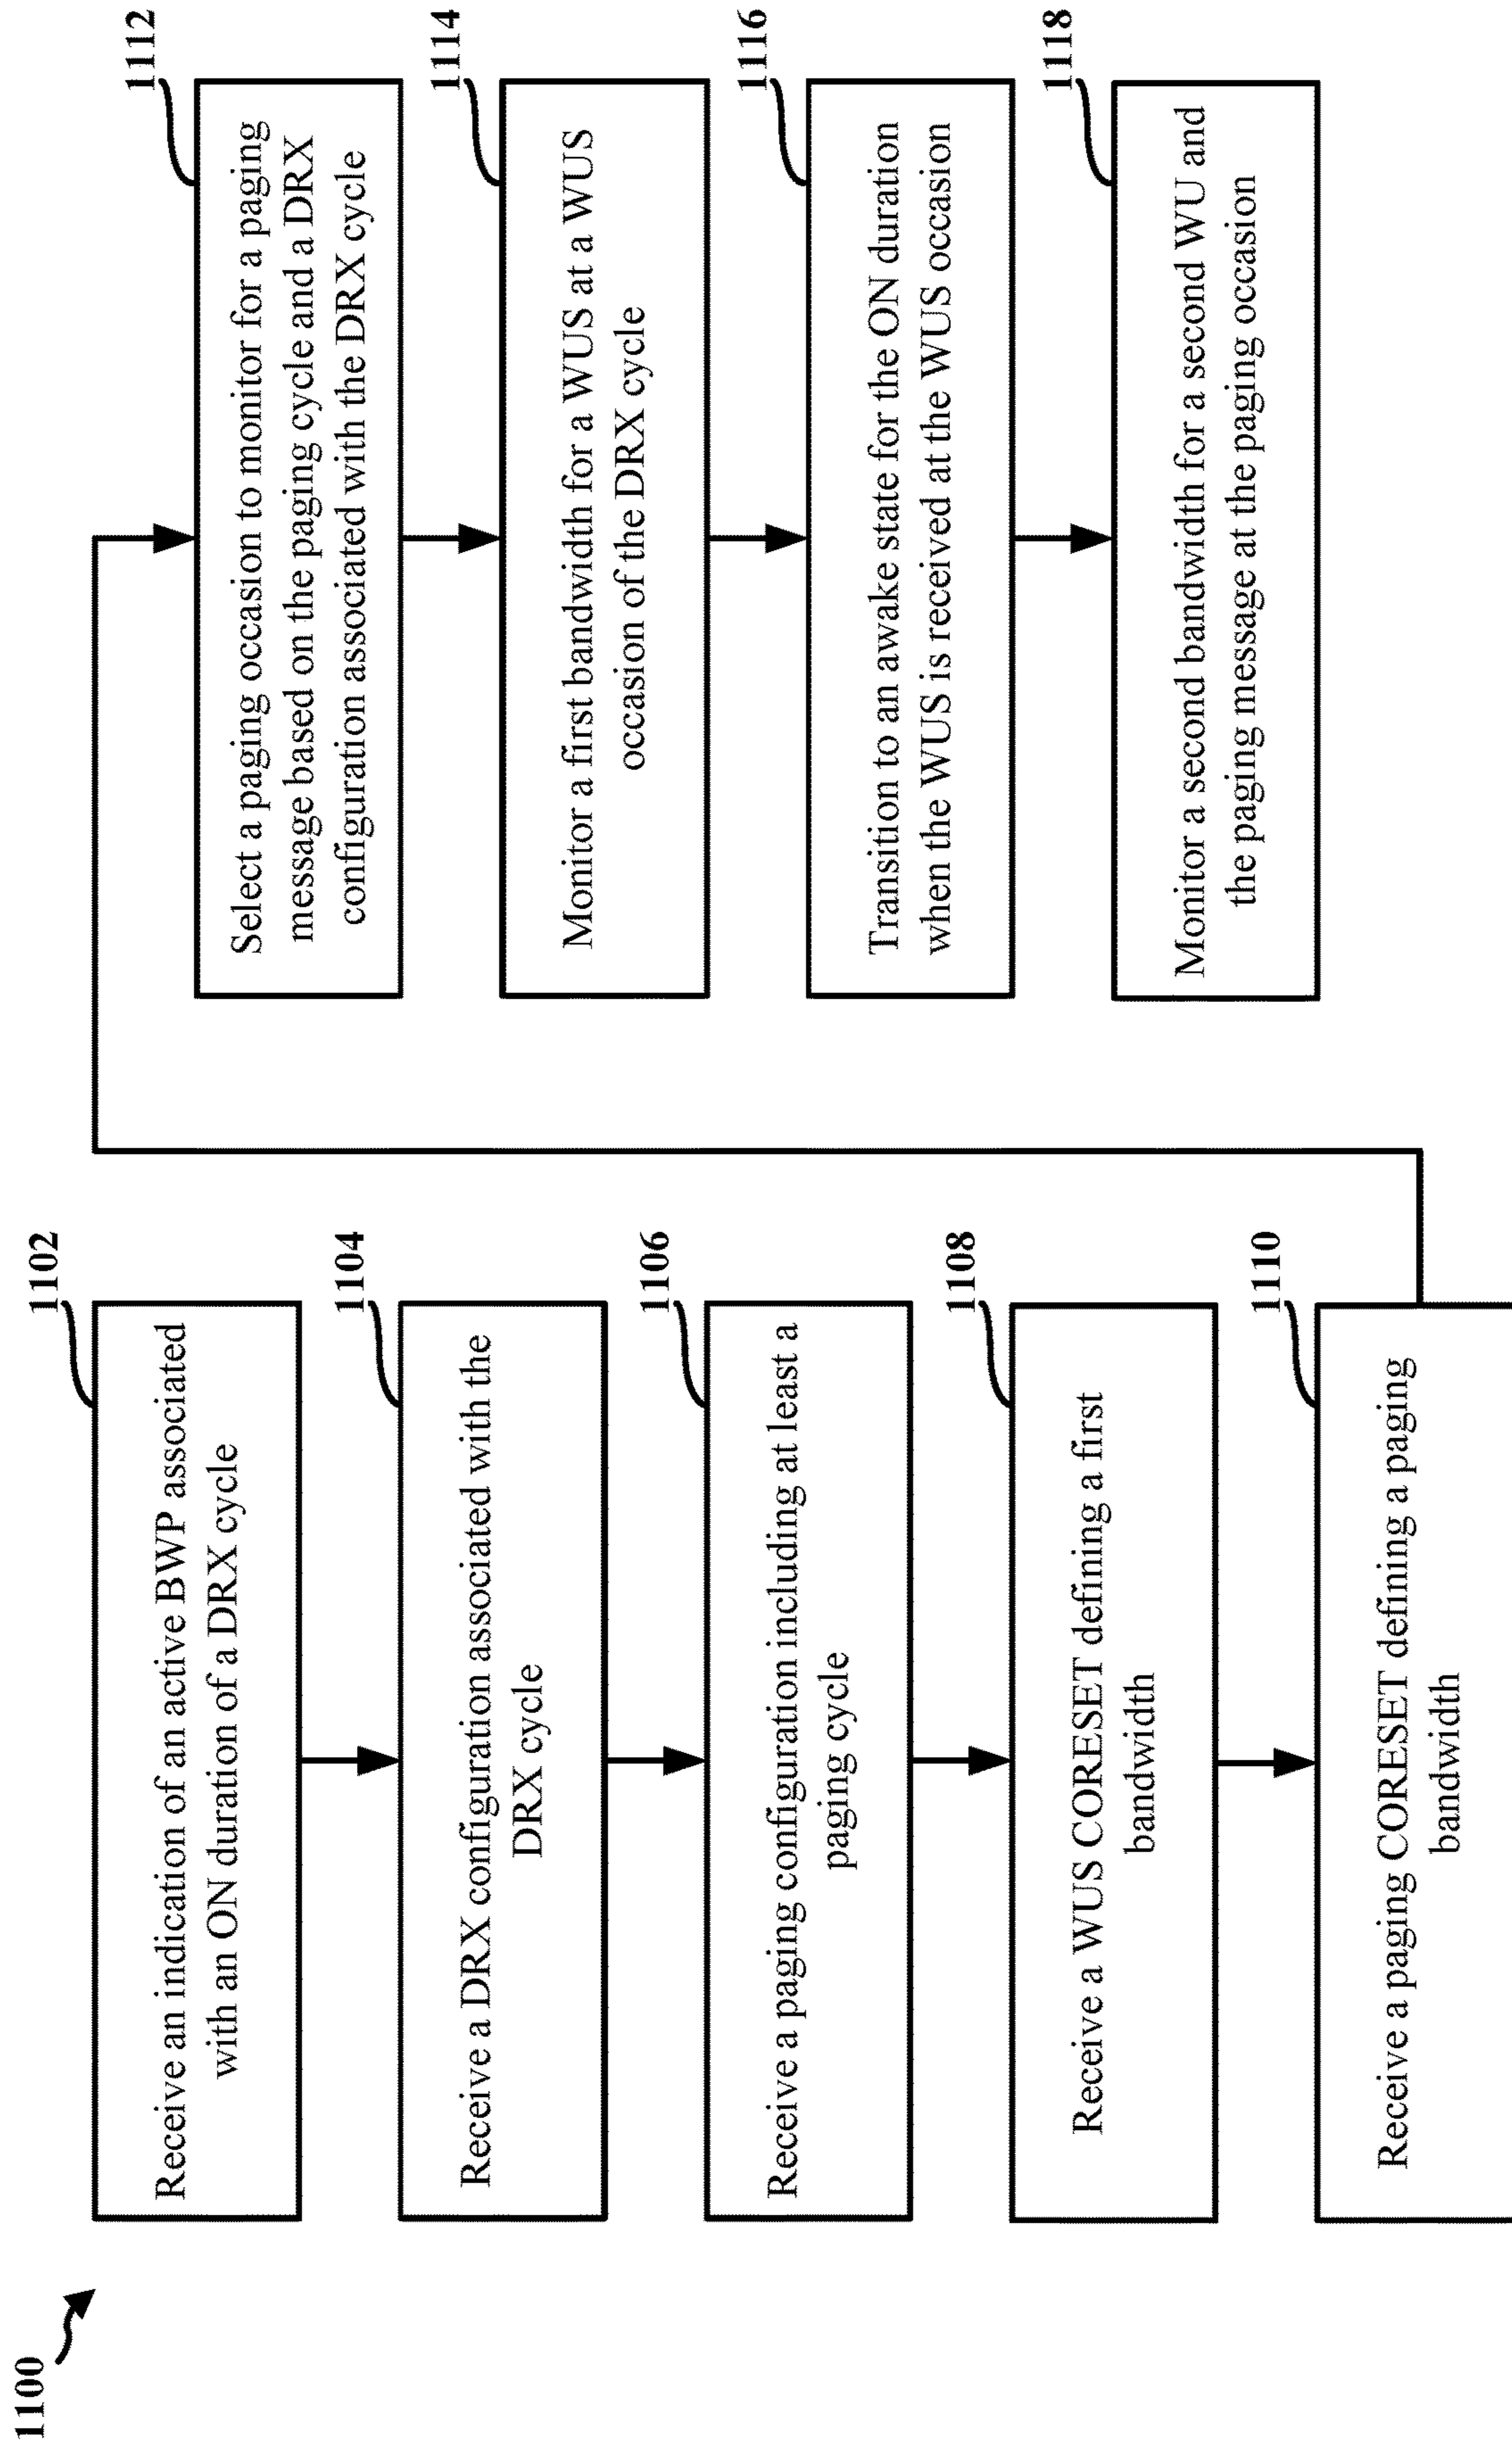 1100
1102
Receive an indication of an active BWP associated
with an ON duration of a DRX cycle
1104
Receive a DRX configuration associated with the
DRX cycle
1106
Receive a paging configuration including at least a
paging cycle
1108
Receive a WUS CORESET defining a first
bandwidth
1110
Receive a paging CORESET defining a paging
bandwidth
1112
Select a paging occasion to monitor for a paging
message based on the paging cycle and a DRX
configuration associated with the DRX cycle
1114
Monitor a first bandwidth for a WUS at a WUS
occasion of the DRX cycle
1116
Transition to an awake state for the ON duration
when the WUS is received at the WUS occasion
1118
Monitor a second bandwidth for a second WU and
the paging message at the paging occasion